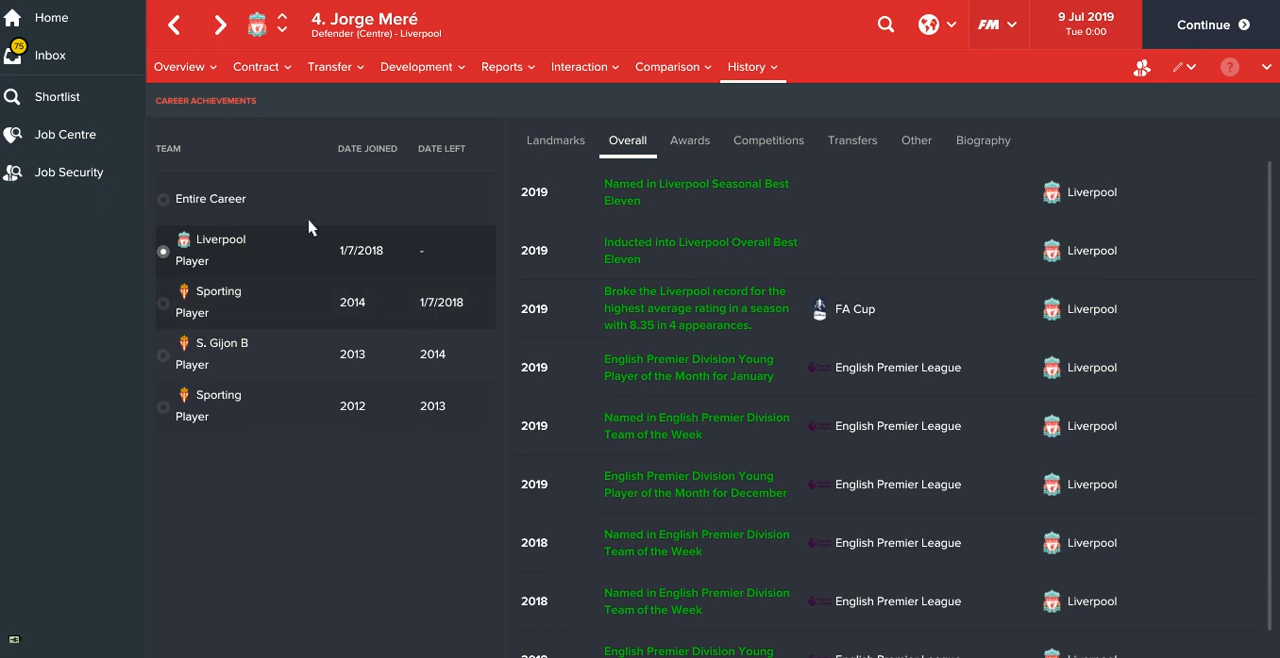 Home
75
Inbox
Shortlist
Job Centre
Job Security
4. Jorge Meré
Defender (Centre) - Liverpool
FM
9 Jul 2019
Tue 0:00
Continue
Overview
Contract
Transfer
Development
Reports
Interaction
Comparison
History
?
CAREER ACHIEVEMENTS
TEAM DATE JOINED DATE LEFT
Entire Career
Liverpool
Player
1/7/2018 -
Sporting
Player
2014 1/7/2018
S. Gijon B
Player
2013 2014
Sporting
Player
2012 2013
Landmarks Overall Awards Competitions Transfers Other Biography
2019
Named in Liverpool Seasonal Best
Eleven
Liverpool
2019
Inducted into Liverpool Overall Best
Eleven
Liverpool
2019
Broke the Liverpool record for the
highest average rating in a season
with 8.35 in 4 appearances.
FA Cup
Liverpool
2019
English Premier Division Young
Player of the Month for January
English Premier League
Liverpool
2019
Named in English Premier Division
Team of the Week
English Premier League
Liverpool
2019
English Premier Division Young
Player of the Month for December
English Premier League
Liverpool
2018
Named in English Premier Division
Team of the Week
English Premier League
Liverpool
2018
Named in English Premier Division
Team of the Week
English Premier League
Liverpool
English Premier Division Young